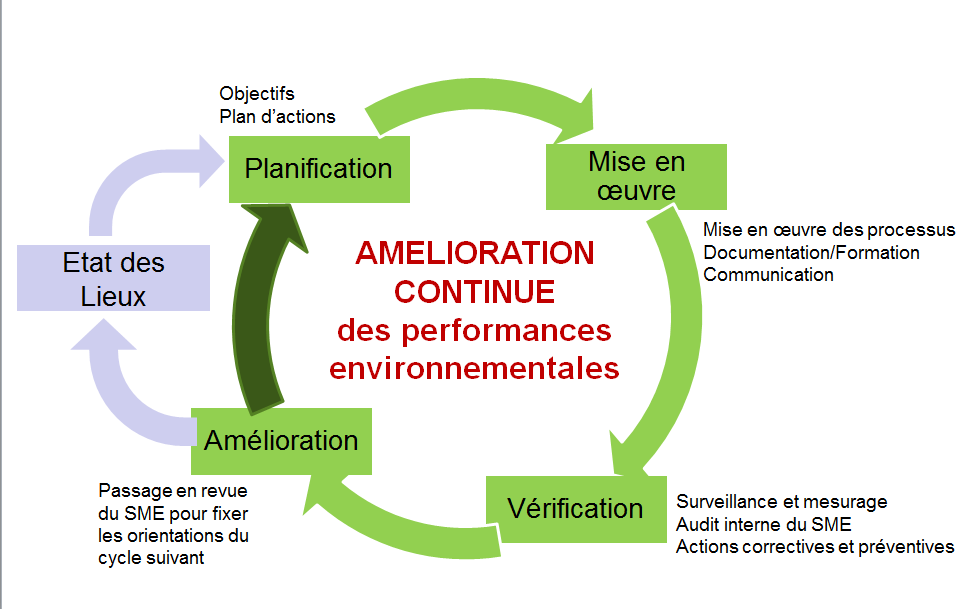 Objectifs
Plan d'actions
Planification
Mise en
œuvre
Mise en œuvre des processus
Documentation/Formation
Communication
Etat des
Lieux
AMELIORATION
CONTINUE
des performances
environnementales
Amélioration
Passage en revue
du SME pour fixer
les orientations du
cycle suivant
Vérification
Surveillance et mesurage
Audit interne du SME
Actions correctives et préventives